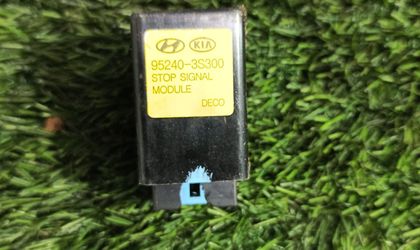 KIA
95240-3S300
STOP SIGNAL
MODULE
DECO